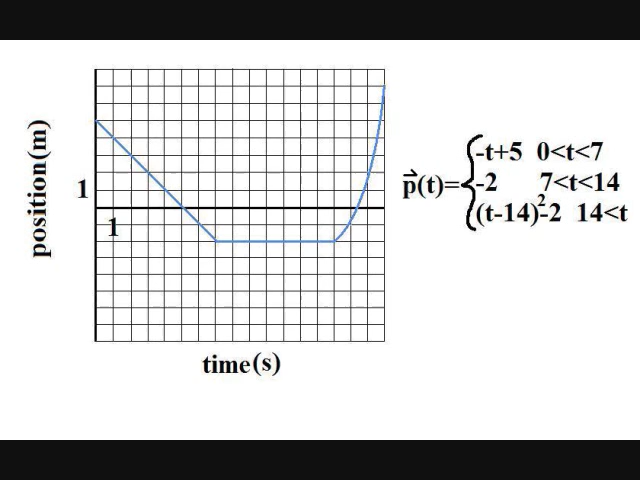 position(m)
1
1
time(s)
p⃗(t)=
-t+5 0<t<7
-2 7<t<14
(t-14)²-2 14<t